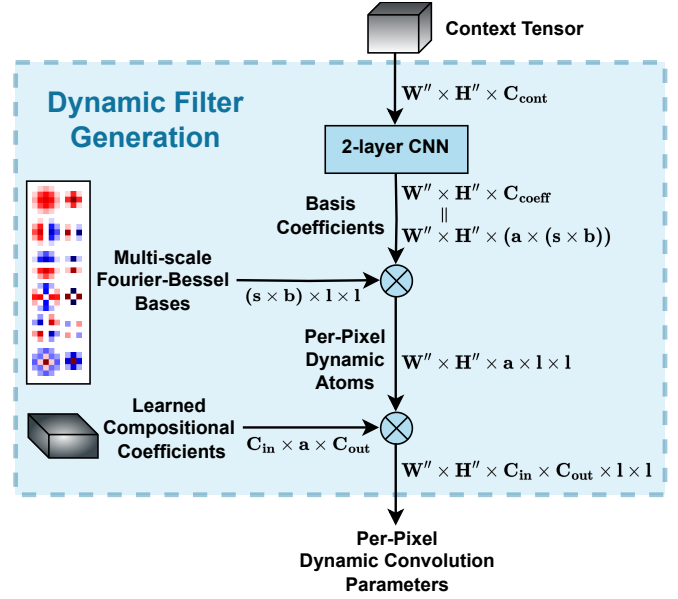 Context Tensor
W″ × H″ × C_cont
Dynamic Filter
Generation
2-layer CNN
W″ × H″ × C_coeff
=
W″ × H″ × (a × (s × b))
Basis
Coefficients
Multi-scale
Fourier-Bessel
Bases
(s × b) × l × l
Per-Pixel
Dynamic
Atoms
W″ × H″ × a × l × l
Learned
Compositional
Coefficients
C_in × a × C_out
W″ × H″ × C_in × C_out × l × l
Per-Pixel
Dynamic Convolution
Parameters